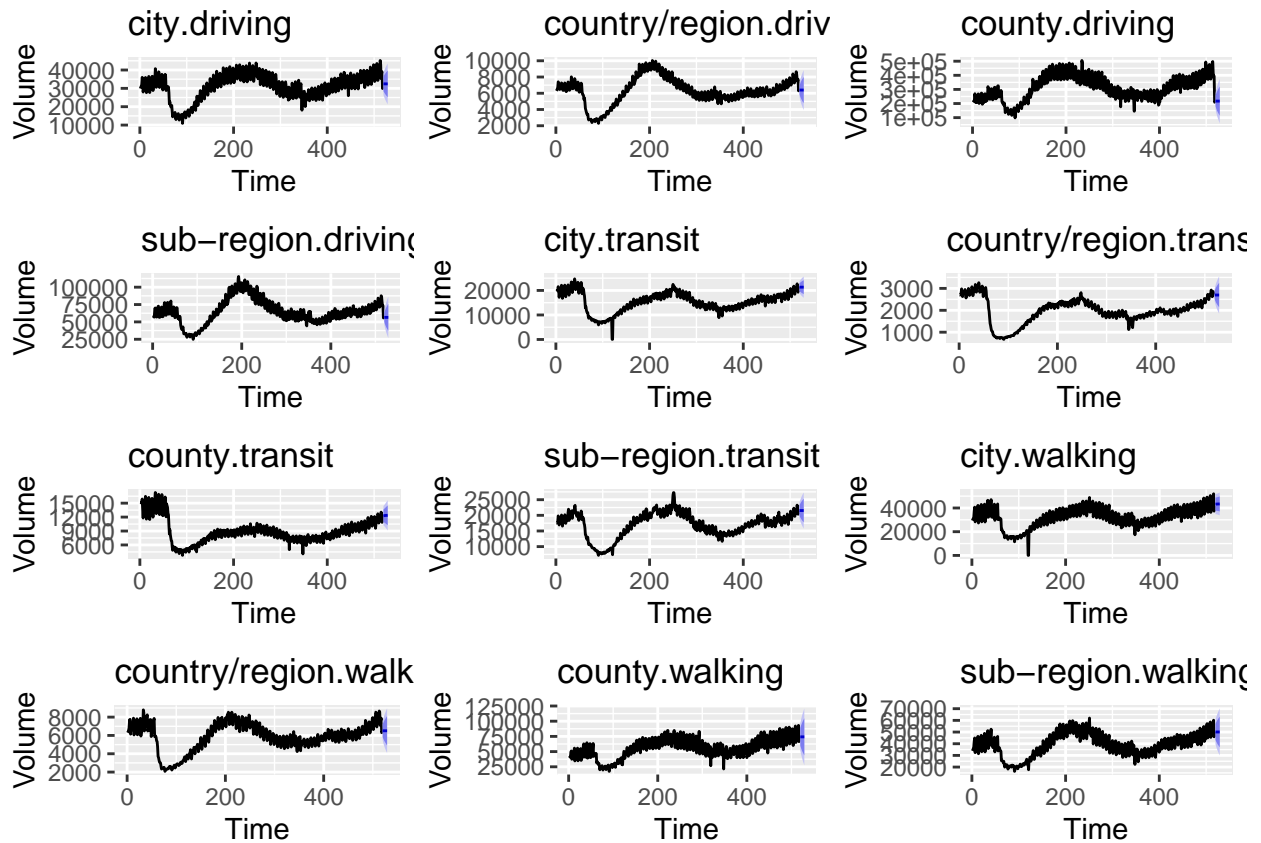 city.driving
Volume
40000
30000
20000
10000
0 200 400
Time
country/region.driv
Volume
10000
8000
6000
4000
2000
0 200 400
Time
county.driving
Volume
5e+05
4e+05
3e+05
2e+05
1e+05
0 200 400
Time
sub−region.driving
Volume
100000
75000
50000
25000
0 200 400
Time
city.transit
Volume
20000
10000
0
0 200 400
Time
country/region.trans
Volume
3000
2000
1000
0 200 400
Time
county.transit
Volume
15000
12000
9000
6000
0 200 400
Time
sub−region.transit
Volume
25000
20000
15000
10000
0 200 400
Time
city.walking
Volume
40000
20000
0
0 200 400
Time
country/region.walk
Volume
8000
6000
4000
2000
0 200 400
Time
county.walking
Volume
125000
100000
75000
50000
25000
0 200 400
Time
sub−region.walking
Volume
70000
60000
50000
40000
30000
20000
0 200 400
Time